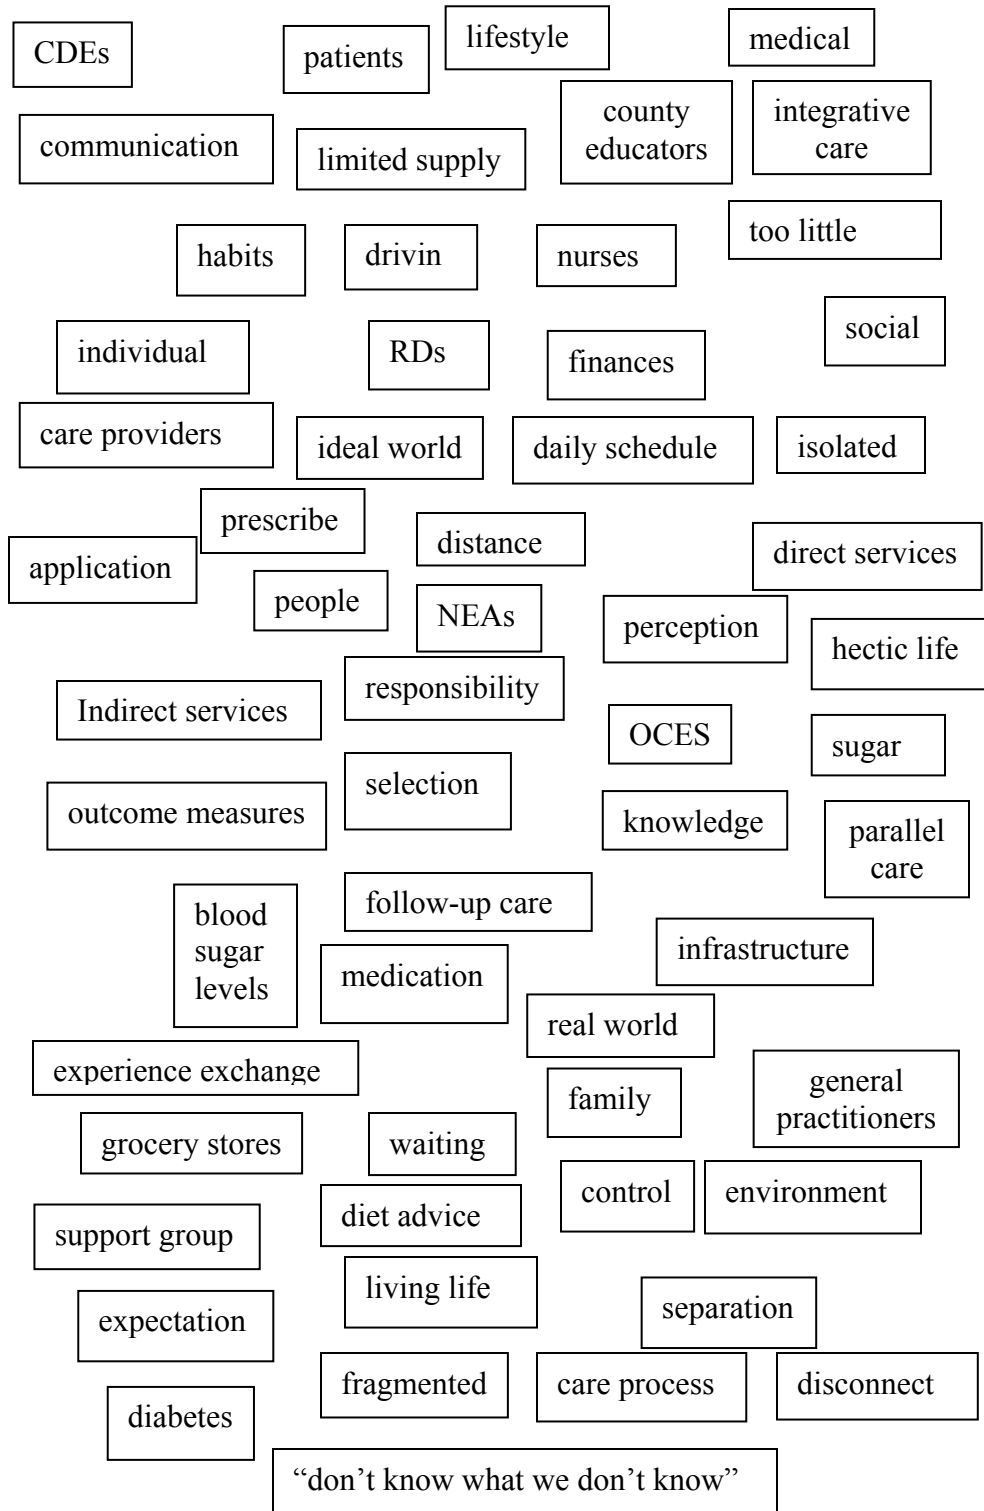 CDEs
patients
lifestyle
medical
communication
limited supply
county
educators
integrative
care
habits
drivin
nurses
too little
individual
RDs
finances
social
care providers
ideal world
daily schedule
isolated
prescribe
application
distance
direct services
people
NEAs
perception
hectic life
Indirect services
responsibility
OCES
sugar
outcome measures
selection
knowledge
parallel
care
blood
sugar
levels
follow-up care
infrastructure
medication
real world
experience exchange
family
general
practitioners
grocery stores
waiting
control
environment
support group
diet advice
living life
expectation
separation
fragmented
care process
disconnect
diabetes
“don’t know what we don’t know”